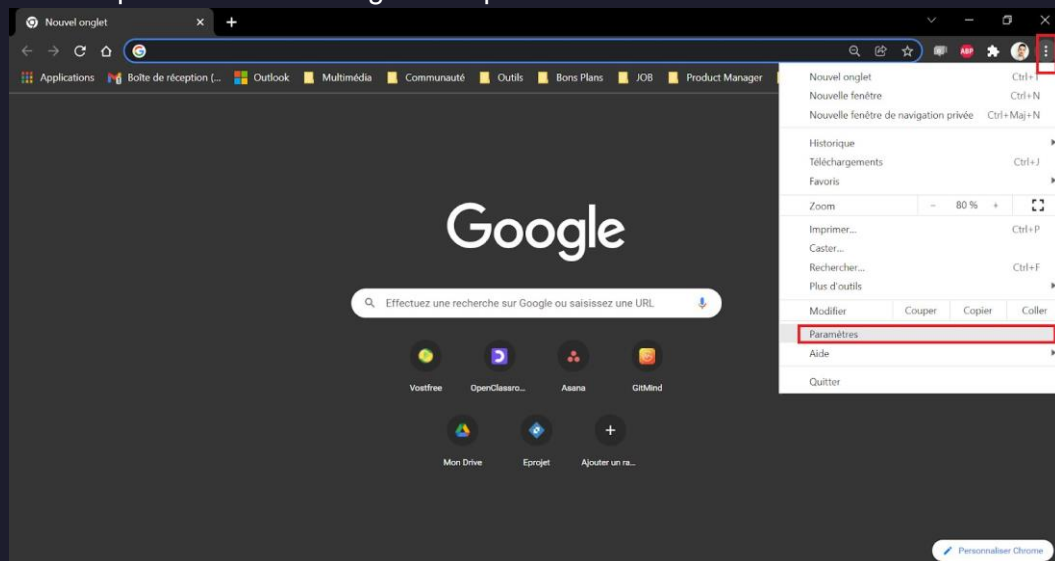 Nouvel onglet
Applications Boîte de réception (... Outlook Multimédia Communauté Outils Bons Plans JOB Product Manager
ABP
Nouvel onglet Ctrl+T
Nouvelle fenêtre Ctrl+N
Nouvelle fenêtre de navigation privée Ctrl+Maj+N
Historique
Téléchargements Ctrl+J
Favoris
Zoom - 80 % +
Imprimer... Ctrl+P
Caster...
Rechercher... Ctrl+F
Plus d'outils
Modifier Couper Copier Coller
Paramètres
Aide
Quitter
Google
Effectuez une recherche sur Google ou saisissez une URL
Vostfree OpenClassro... Asana GitMind
Mon Drive Eprojet Ajouter un ra...
Personnaliser Chrome